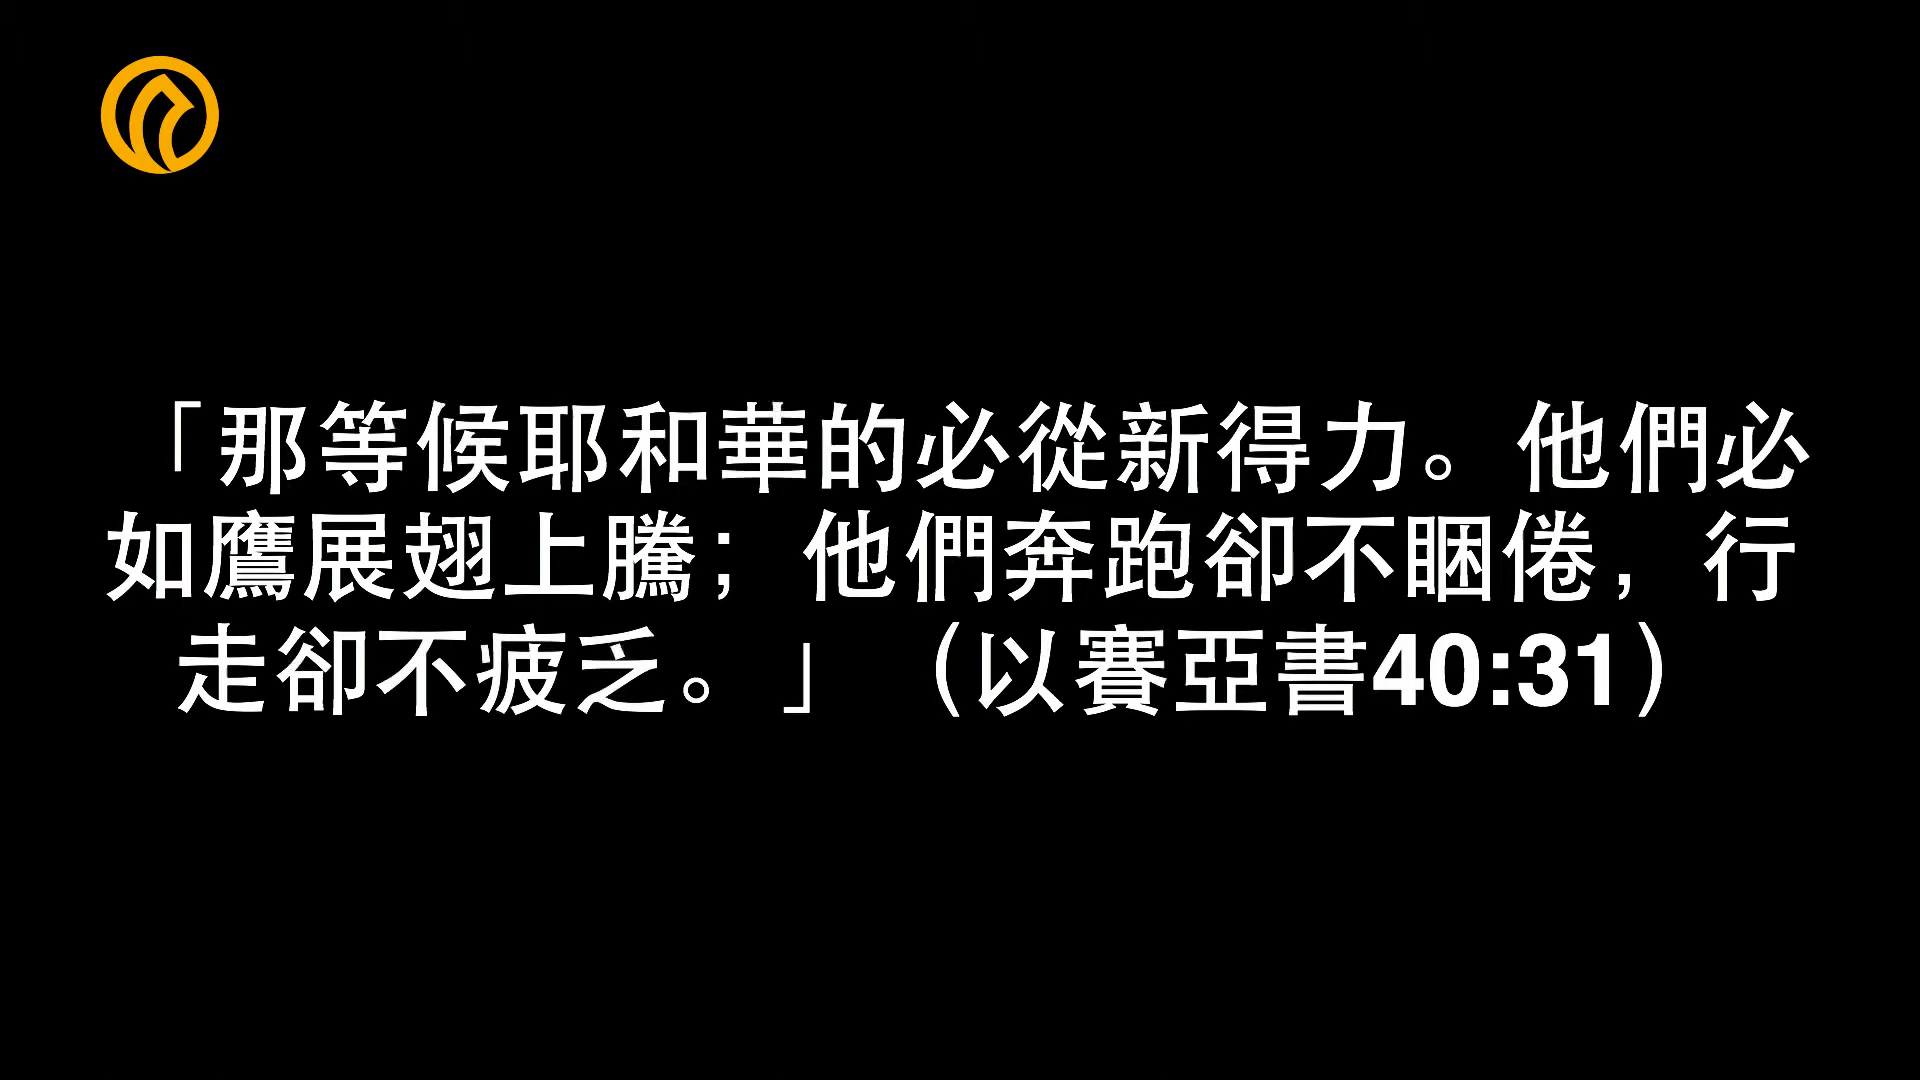 「那等候耶和華的必從新得力。他們必
如鷹展翅上騰；他們奔跑卻不睏倦，行
走卻不疲乏。」（以賽亞書40:31）